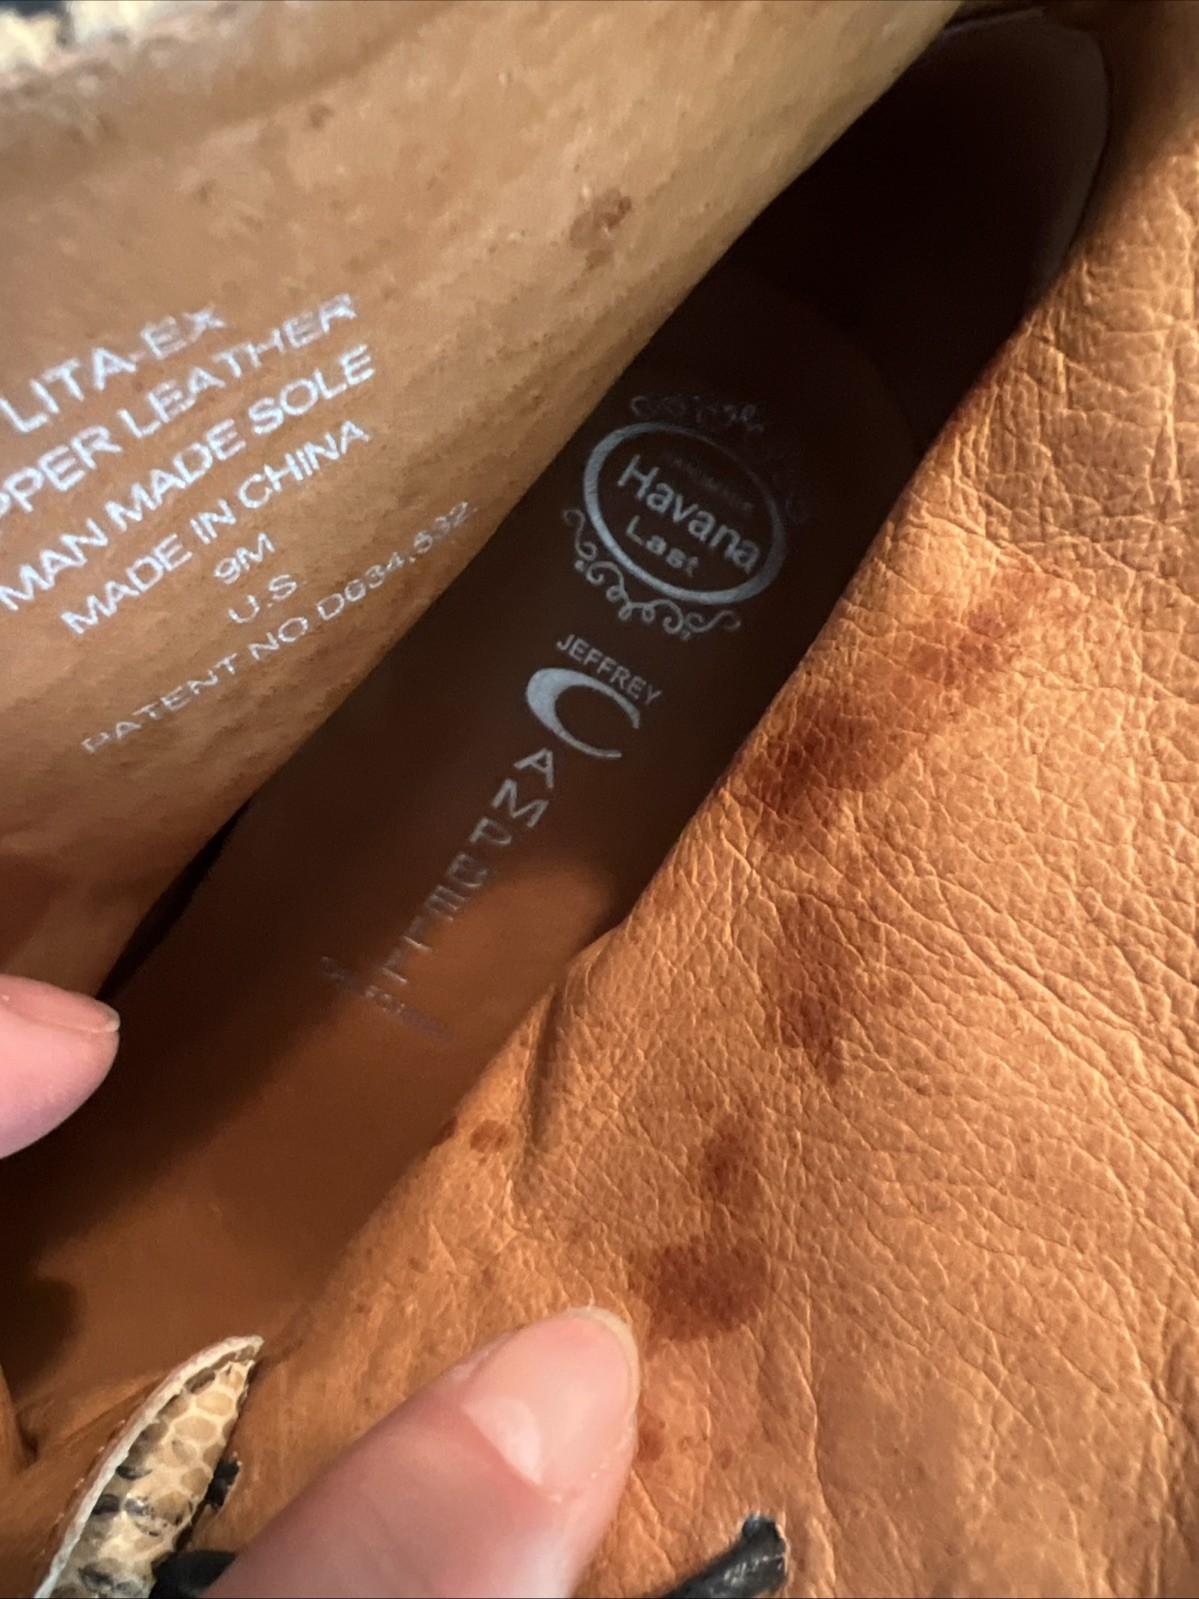 LITA-EX
PPER LEATHER
MAN MADE SOLE
MADE IN CHINA
9M
U.S
PATENT NO D634,532
Havana
Last
JEFFREY
CAMPBELL